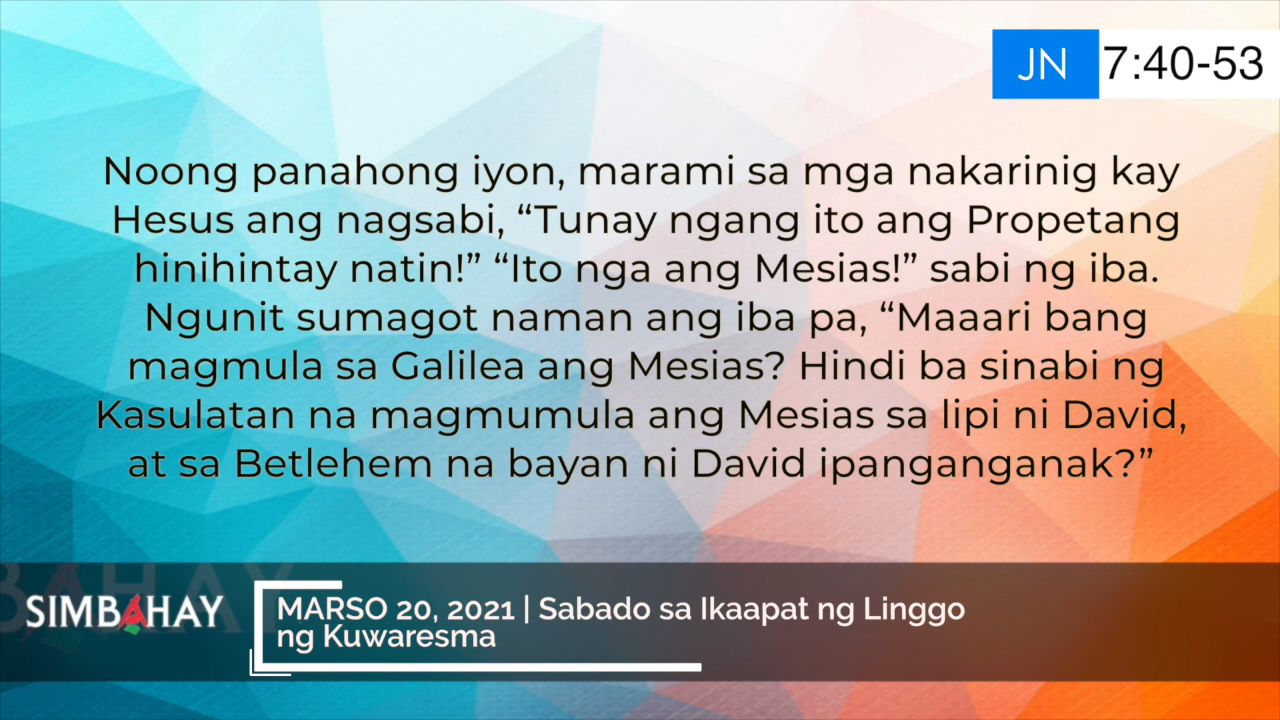 JN 7:40-53
Noong panahong iyon, marami sa mga nakarinig kay
Hesus ang nagsabi, “Tunay ngang ito ang Propetang
hinihintay natin!” “Ito nga ang Mesias!” sabi ng iba.
Ngunit sumagot naman ang iba pa, “Maaari bang
magmula sa Galilea ang Mesias? Hindi ba sinabi ng
Kasulatan na magmumula ang Mesias sa lipi ni David,
at sa Betlehem na bayan ni David ipanganganak?”
SIMBAHAY
MARSO 20, 2021 | Sabado sa Ikaapat ng Linggo
ng Kuwaresma